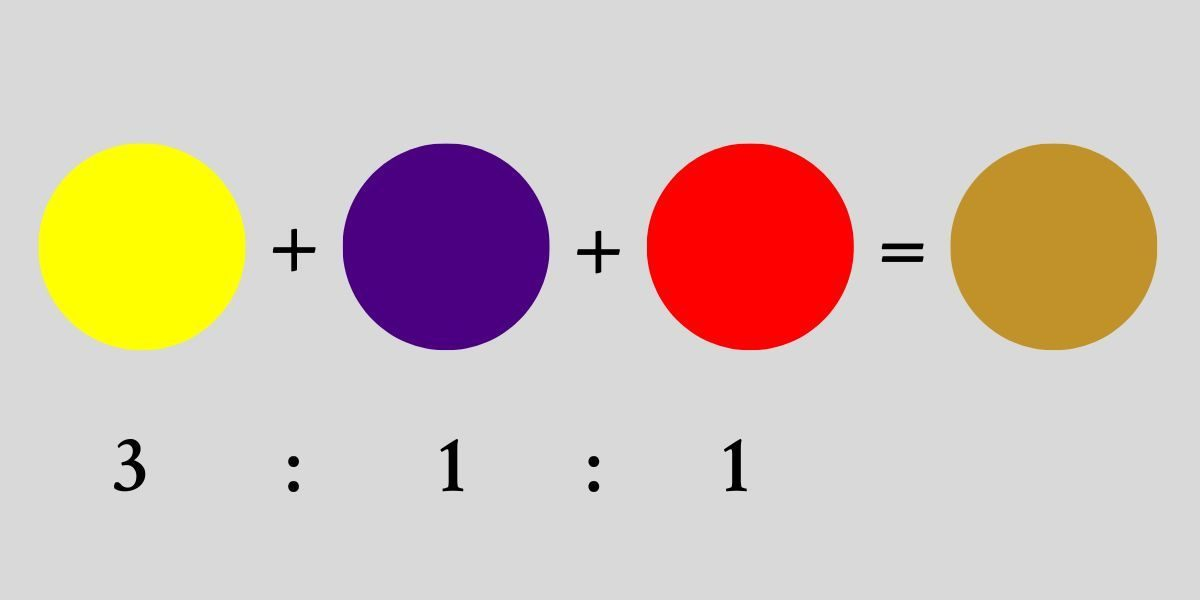 + + =
3 : 1 : 1